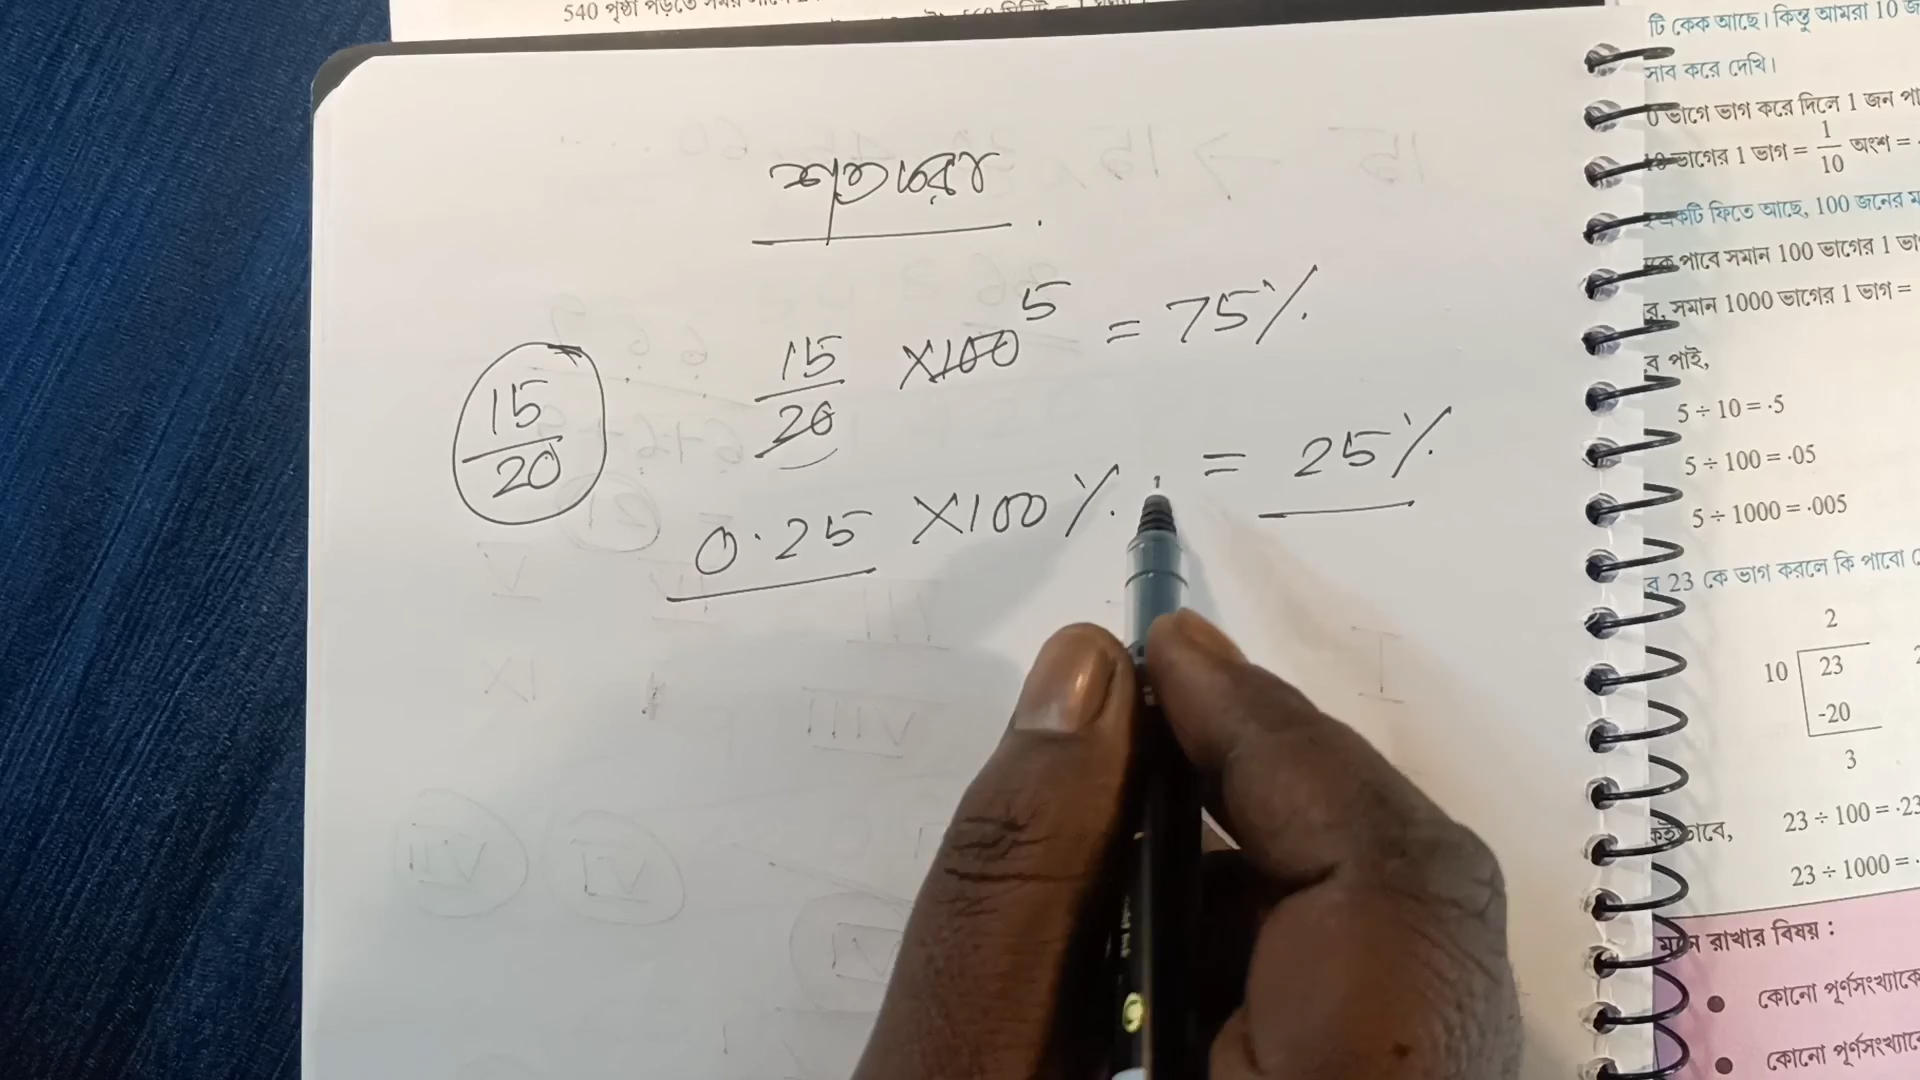 540 পৃষ্ঠা পড়তে সময়
শতকরা
15/20
15/20 ×100 5 = 75%
0.25 ×100% = 25%
টি কেক আছে। কিন্তু আমরা 10
করে দেখি।
ভাগে ভাগ করে দিলে 1 জন
ভাগের 1 ভাগ = 1/10 অংশ =
ফিতে আছে, 100 জনের
পাবে সমান 100 ভাগের 1
সমান 1000 ভাগের 1 ভাগ =
র পাই,
5 ÷ 10 = ·5
5 ÷ 100 = ·05
5 ÷ 1000 = ·005
23 কে ভাগ করলে কি পাবো
2
10 23
-20
3
23 ÷ 100 = ·23
23 ÷ 1000 = ·
রাখার বিষয় :
● কোনো পূর্ণসংখ্যাকে
● কোনো পূর্ণসংখ্যাকে